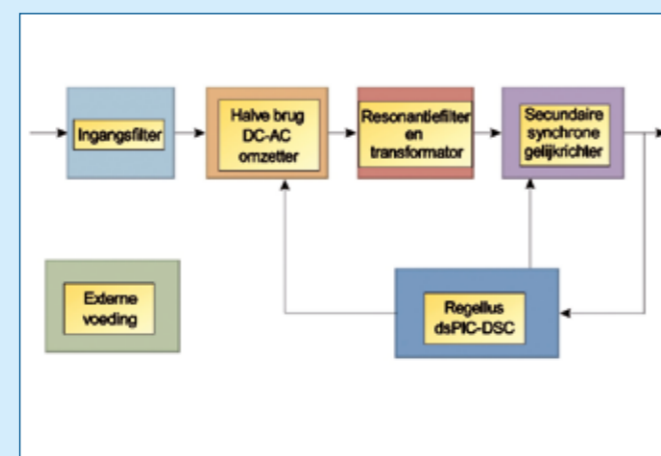 Ingangsfilter
Halve brug
DC-AC
omzetter
Resonantiefilter
en
transformator
Secundaire
synchrone
gelijkrichter
Externe
voeding
Regellus
dsPIC-DSC